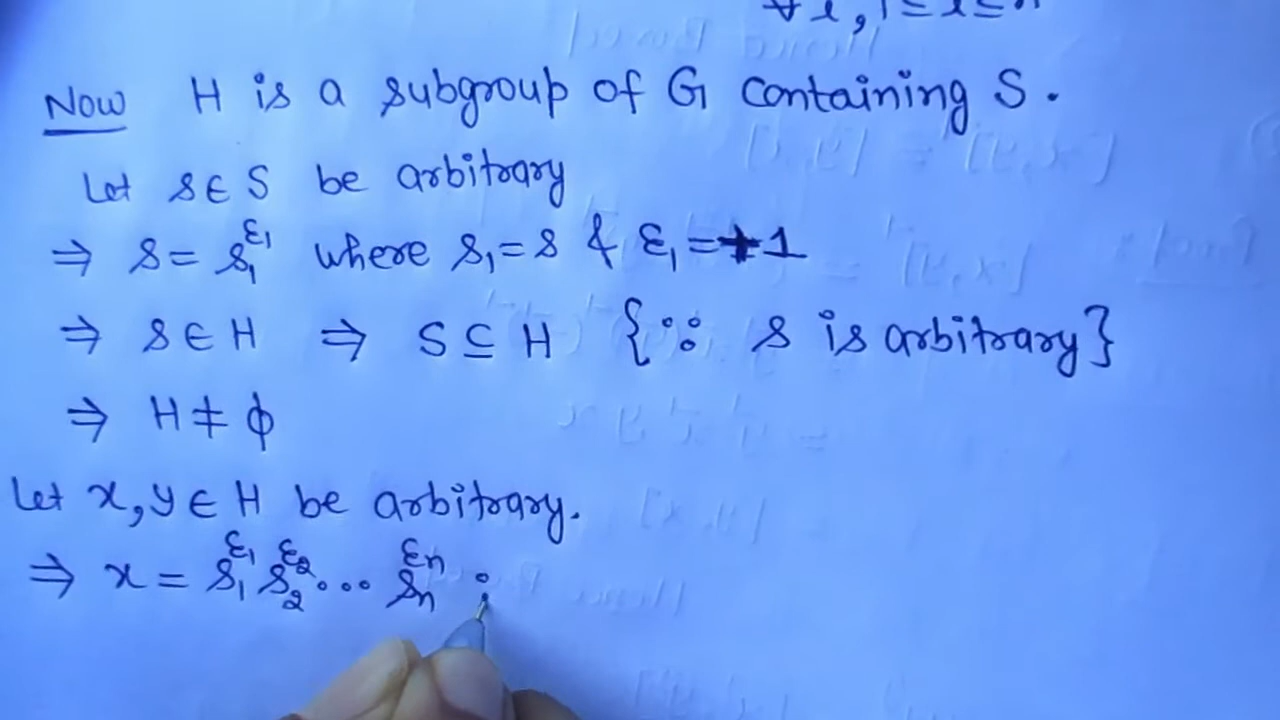 ∀ i, 1 ≤ i ≤ n
Now H is a subgroup of G containing S.
Let s ∈ S be arbitrary
⇒ s = s₁^ε₁ where s₁ = s & ε₁ = +1
⇒ s ∈ H ⇒ S ⊆ H {∵ s is arbitrary}
⇒ H ≠ ϕ
Let x, y ∈ H be arbitrary.
⇒ x = s₁^ε₁ s₂^ε₂ ... sₙ^εₙ :